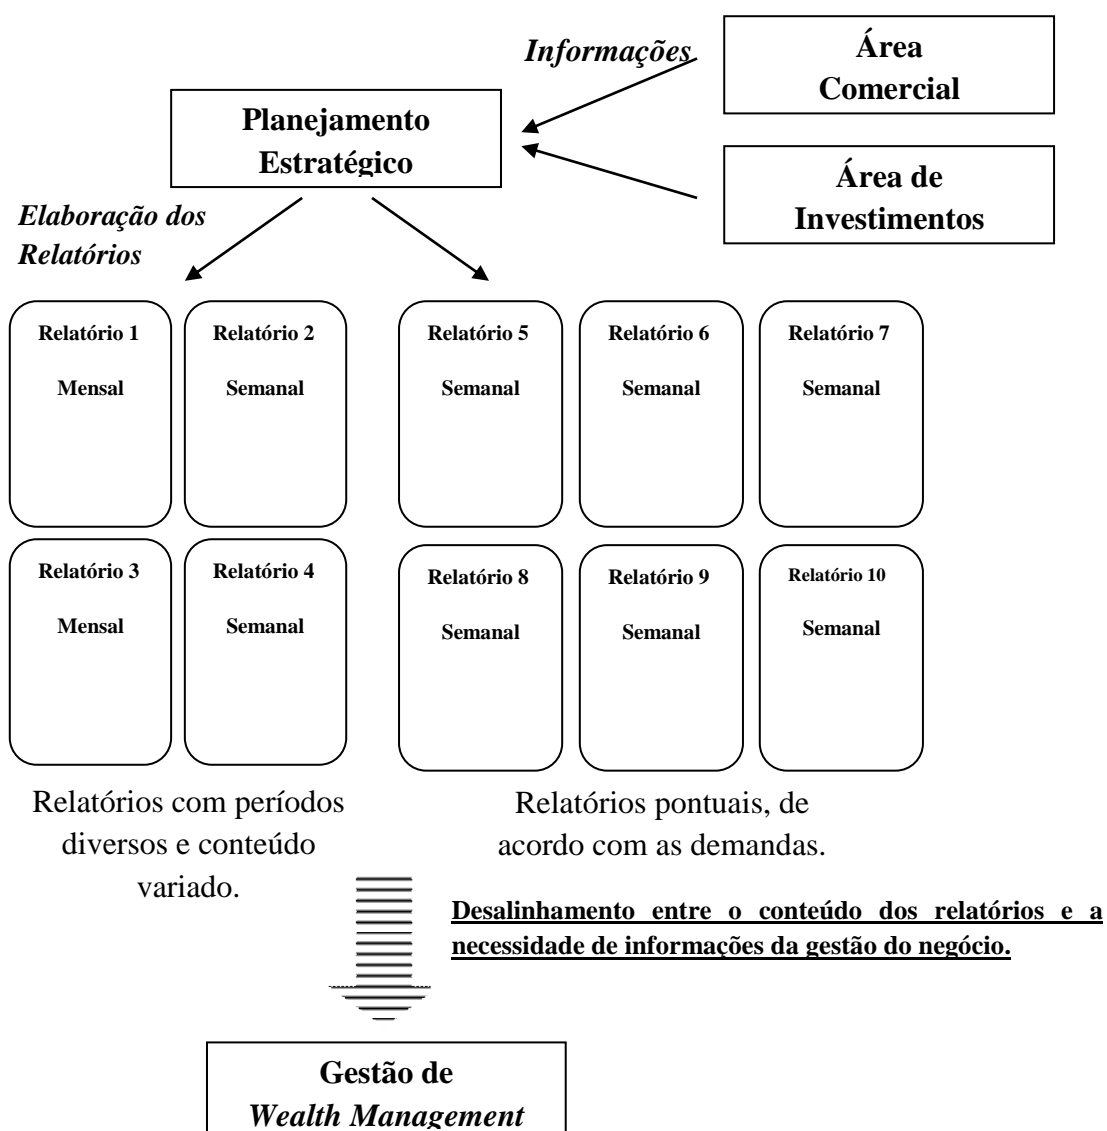 Informações
Área
Comercial
Planejamento
Estratégico
Área de
Investimentos
Elaboração dos
Relatórios
Relatório 1
Mensal
Relatório 2
Semanal
Relatório 5
Semanal
Relatório 6
Semanal
Relatório 7
Semanal
Relatório 3
Mensal
Relatório 4
Semanal
Relatório 8
Semanal
Relatório 9
Semanal
Relatório 10
Semanal
Relatórios com períodos
diversos e conteúdo
variado.
Relatórios pontuais, de
acordo com as demandas.
Desalinhamento entre o conteúdo dos relatórios e a
necessidade de informações da gestão do negócio.
Gestão de
Wealth Management